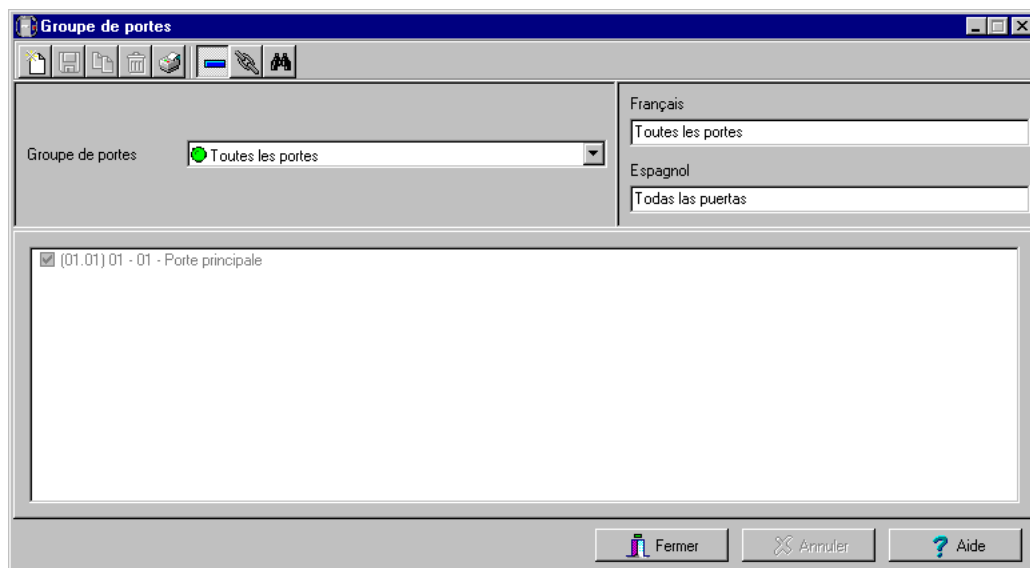 Groupe de portes
Groupe de portes
Toutes les portes
Français
Toutes les portes
Espagnol
Todas las puertas
(01.01) 01 - 01 - Porte principale
Fermer
Annuler
Aide